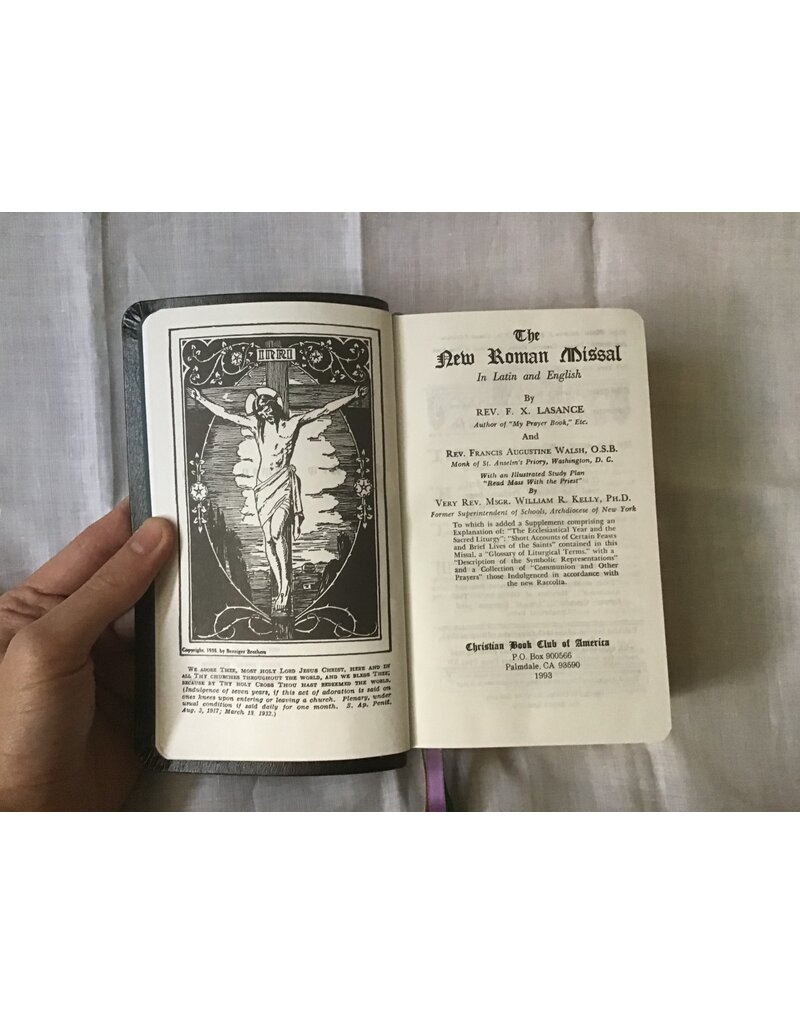 INRI
Copyright, 1936, by Benziger Brothers
WE ADORE THEE, MOST HOLY LORD JESUS CHRIST, HERE AND IN
ALL THY CHURCHES THROUGHOUT THE WORLD, AND WE BLESS THEE;
BECAUSE BY THY HOLY CROSS THOU HAST REDEEMED THE WORLD.
(Indulgence of seven years, if this act of adoration is said on
ones knees upon entering or leaving a church. Plenary, under
usual condition if said daily for one month. S. Ap. Penit,
Aug. 3, 1917; March 19, 1932.)
The
New Roman Missal
In Latin and English
By
REV. F. X. LASANCE
Author of "My Prayer Book," Etc.
And
REV. FRANCIS AUGUSTINE WALSH, O.S.B.
Monk of St. Anselm's Priory, Washington, D. C.
With an Illustrated Study Plan
"Read Mass With the Priest"
By
VERY REV. MSGR. WILLIAM R. KELLY, PH.D.
Former Superintendent of Schools, Archdiocese of New York
To which is added a Supplement comprising an
Explanation of: "The Ecclesiastical Year and the
Sacred Liturgy"; "Short Accounts of Certain Feasts
and Brief Lives of the Saints" contained in this
Missal, a "Glossary of Liturgical Terms," with a
"Description of the Symbolic Representations"
and a Collection of "Communion and Other
Prayers" those Indulgenced in accordance with
the new Raccolta.
Christian Book Club of America
P.O. Box 900566
Palmdale, CA 93590
1993